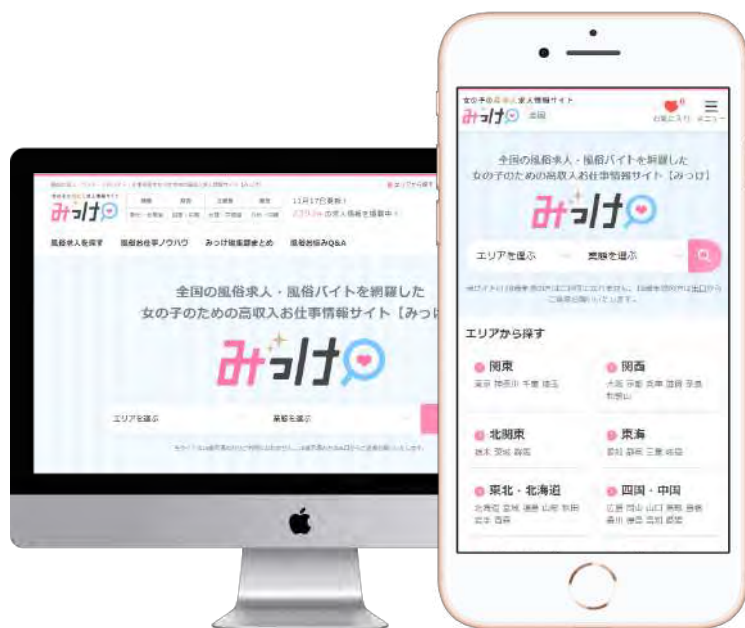 エリアから探す
11月17日更新！
の求人情報を掲載中！
風俗求人を探す 風俗お仕事ノウハウ みっけ総集部まとめ 風俗お悩みQ&A
全国の風俗求人・風俗バイトを網羅した
女の子のための高収入お仕事情報サイト【みっけ
みっけ
エリアを選ぶ 業態を選ぶ
女の子の高収入求人情報サイト
みっけ 全国
お気に入り メニュー
全国の風俗求人・風俗バイトを網羅した
女の子のための高収入お仕事情報サイト【みっけ】
みっけ
エリアを選ぶ 業態を選ぶ
エリアから探す
関東 関西
東京 神奈川 千葉 埼玉 大阪 京都 兵庫 滋賀 奈良
和歌山
北関東 東海
栃木 茨城 群馬 愛知 静岡 三重 岐阜
東北・北海道 四国・中国
北海道 宮城 福島 山形 秋田 広島 岡山 山口 鳥取 島根
岩手 青森 香川 徳島 高知 愛媛